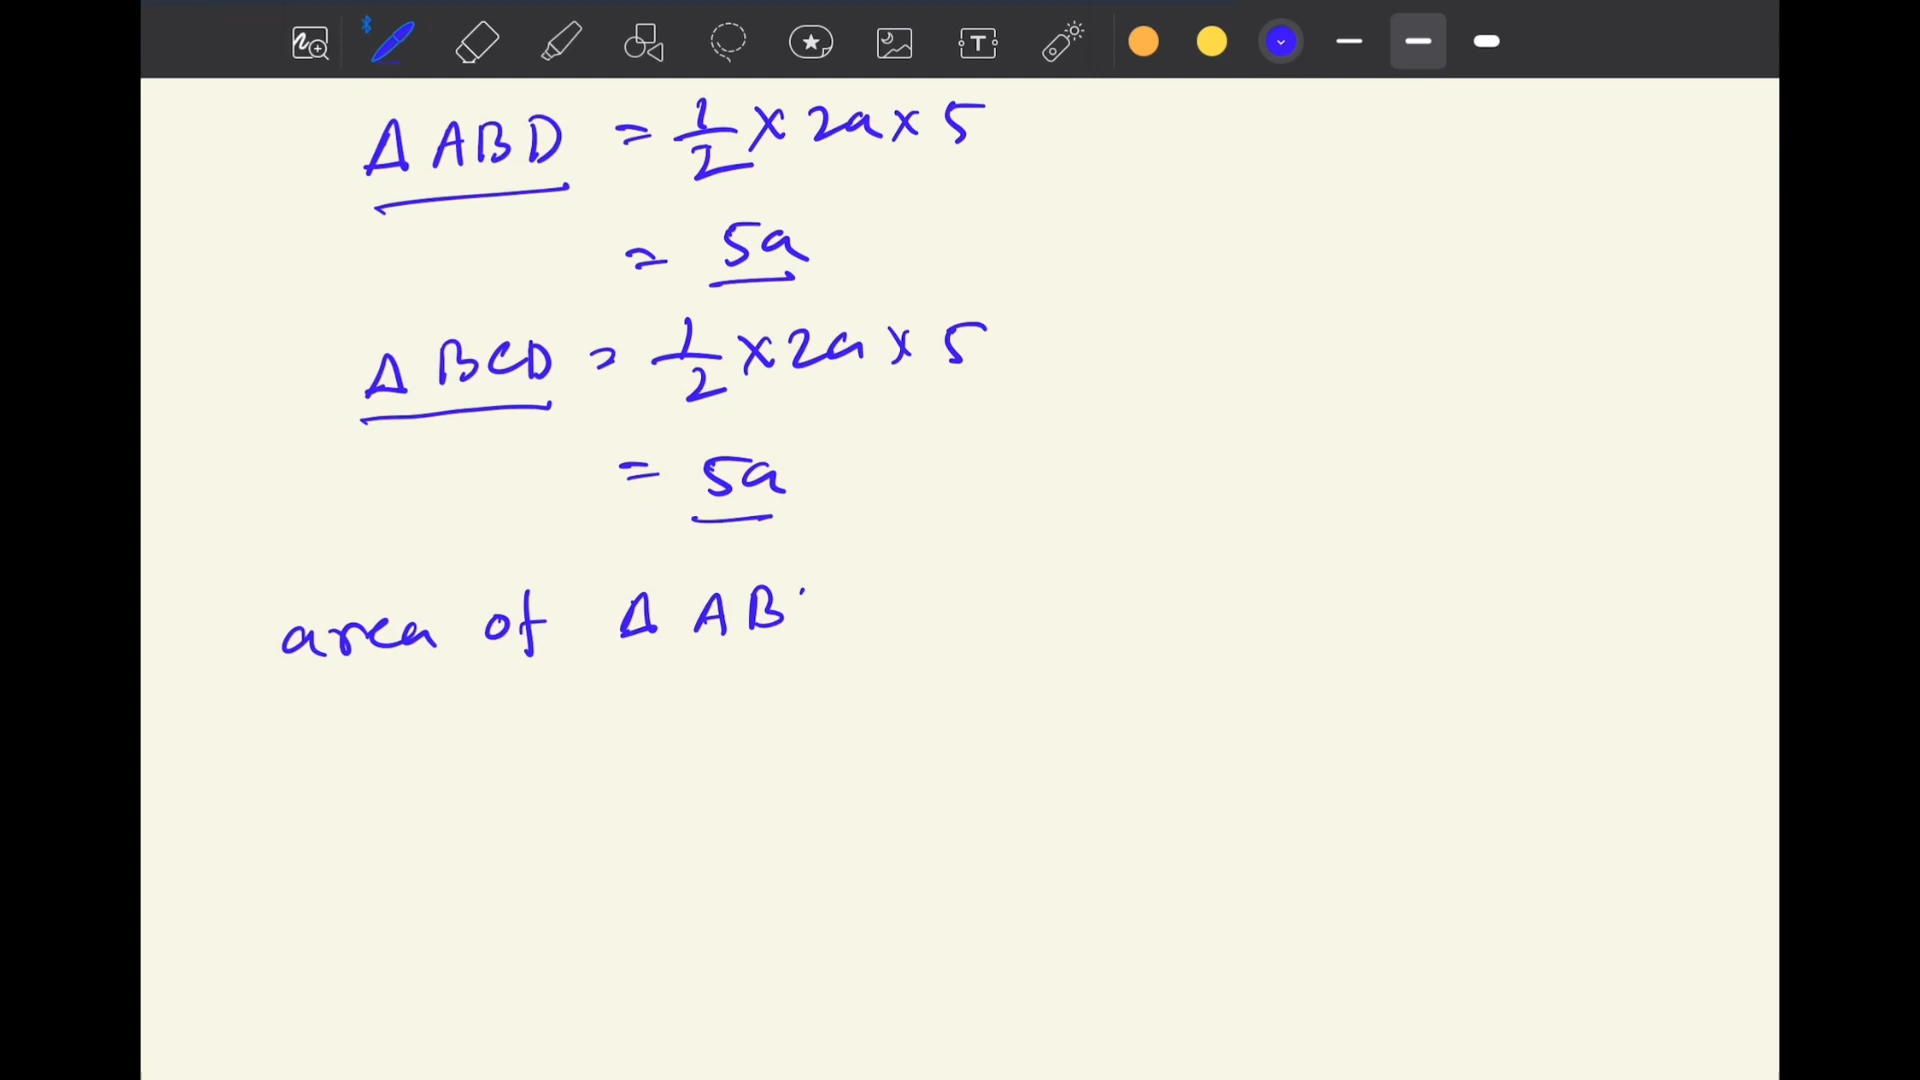 Δ ABD = 1/2 × 2a × 5
= 5a
Δ BCD = 1/2 × 2a × 5
= 5a
area of Δ AB